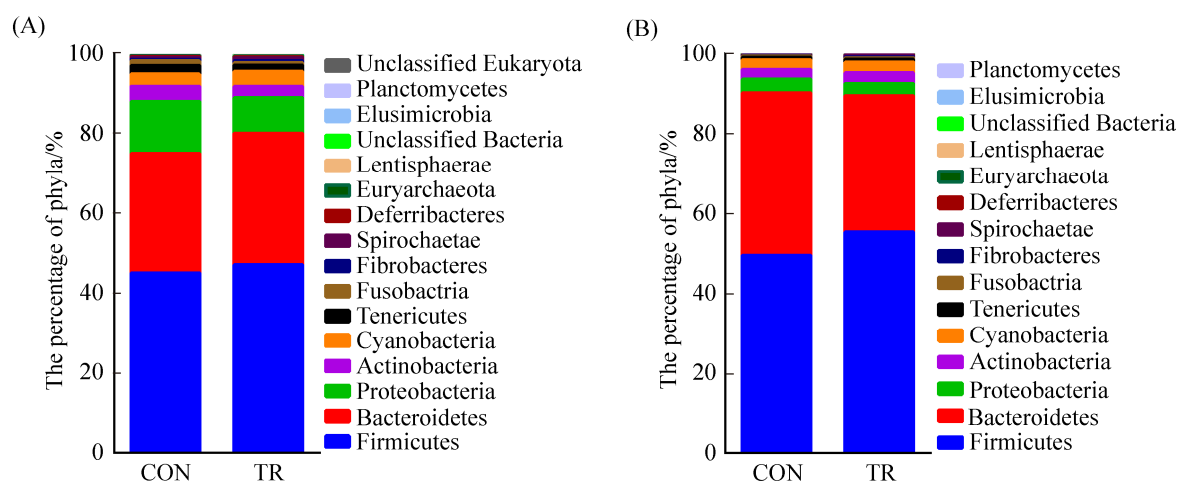 (A)
The percentage of phyla/%
100
80
60
40
20
0
CON TR
Unclassified Eukaryota
Planctomycetes
Elusimicrobia
Unclassified Bacteria
Lentisphaerae
Euryarchaeota
Deferribacteres
Spirochaetae
Fibrobacteres
Fusobactria
Tenericutes
Cyanobacteria
Actinobacteria
Proteobacteria
Bacteroidetes
Firmicutes
(B)
The percentage of phyla/%
100
80
60
40
20
0
CON TR
Planctomycetes
Elusimicrobia
Unclassified Bacteria
Lentisphaerae
Euryarchaeota
Deferribacteres
Spirochaetae
Fibrobacteres
Fusobactria
Tenericutes
Cyanobacteria
Actinobacteria
Proteobacteria
Bacteroidetes
Firmicutes